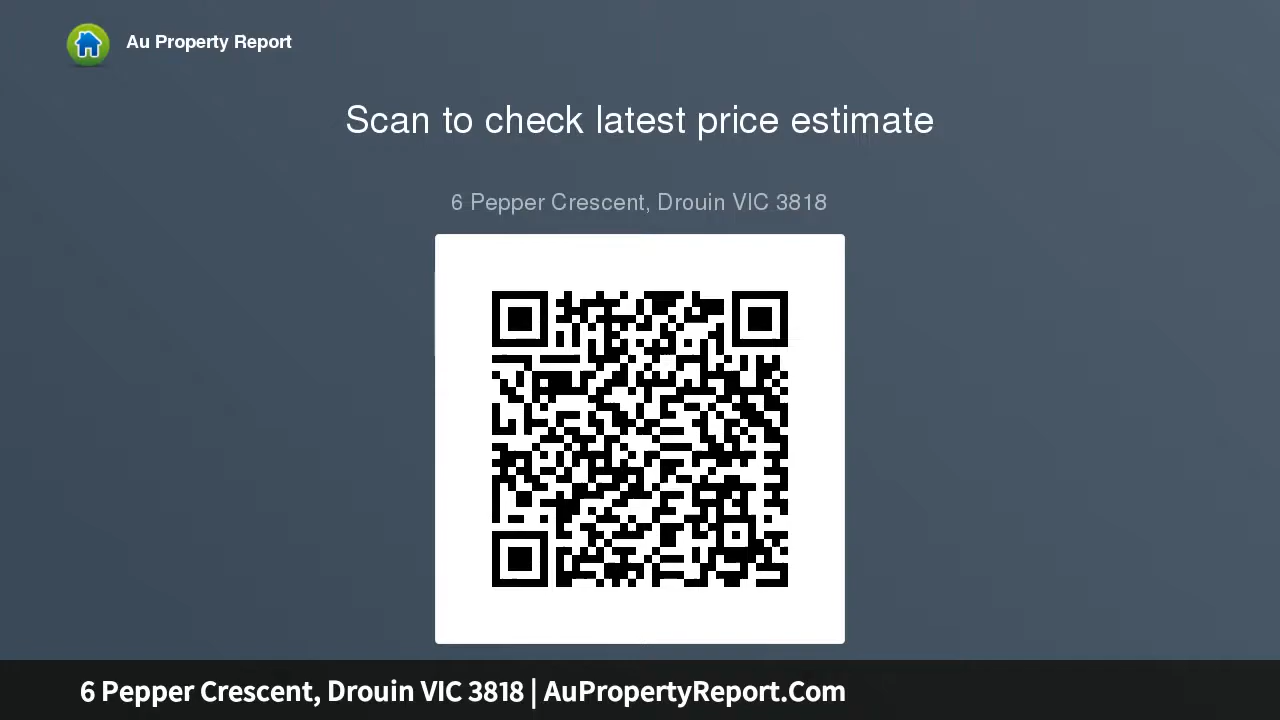 Au Property Report
Scan to check latest price estimate
6 Pepper Crescent, Drouin VIC 3818
6 Pepper Crescent, Drouin VIC 3818 | AuPropertyReport.Com